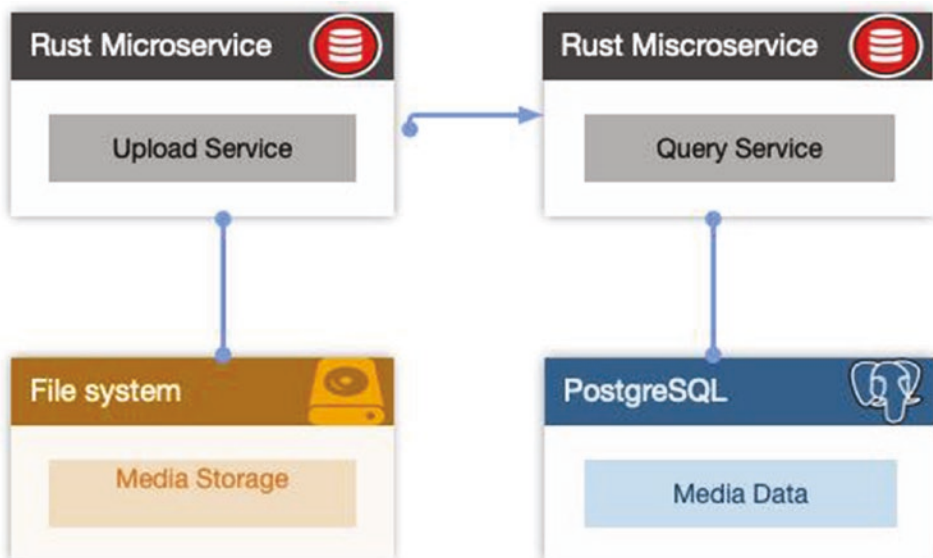 Rust Microservice
Upload Service
Rust Miscroservice
Query Service
File system
Media Storage
PostgreSQL
Media Data